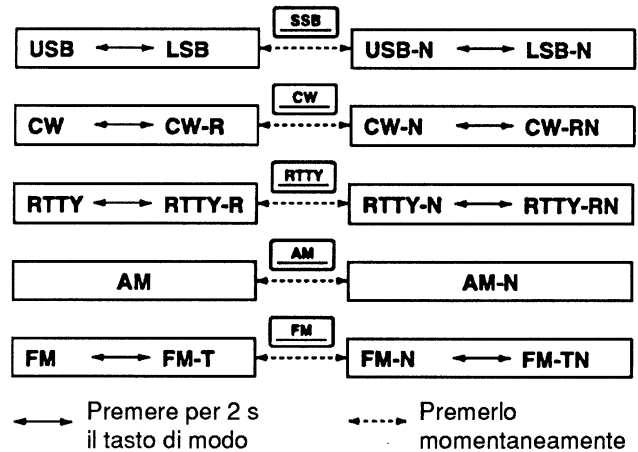 SSB
USB LSB USB-N LSB-N
CW
CW CW-R CW-N CW-RN
RTTY
RTTY RTTY-R RTTY-N RTTY-RN
AM
AM AM-N
FM
FM FM-T FM-N FM-TN
Premere per 2 s
il tasto di modo
Premerlo
momentaneamente